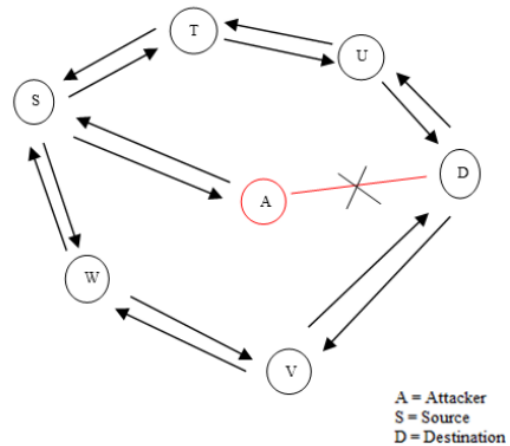 T
U
S
D
A
W
V
A = Attacker
S = Source
D = Destination